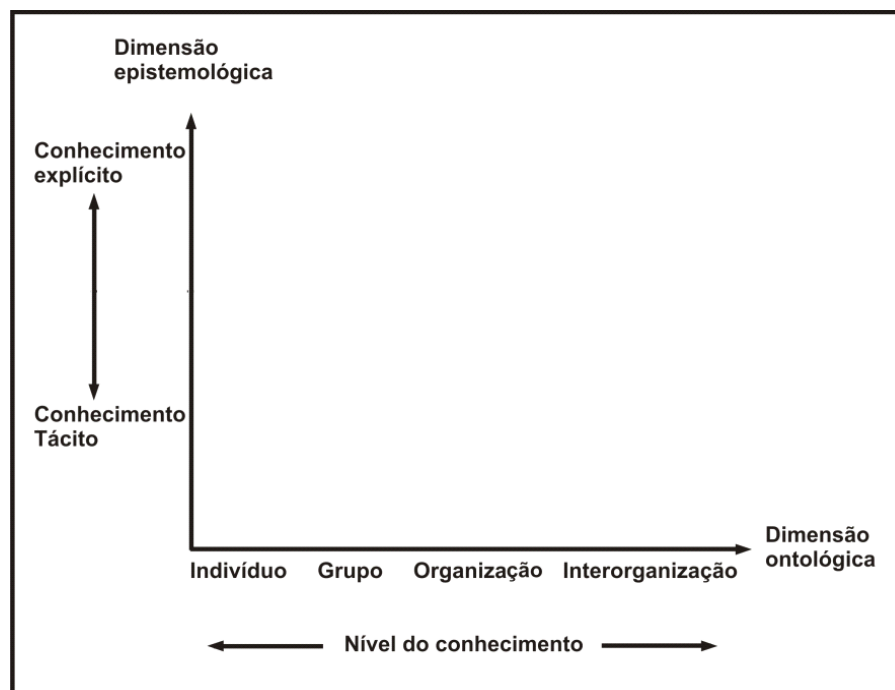 Dimensão
epistemológica
Conhecimento
explícito
Conhecimento
Tácito
Dimensão
ontológica
Indivíduo Grupo Organização Interorganização
Nível do conhecimento